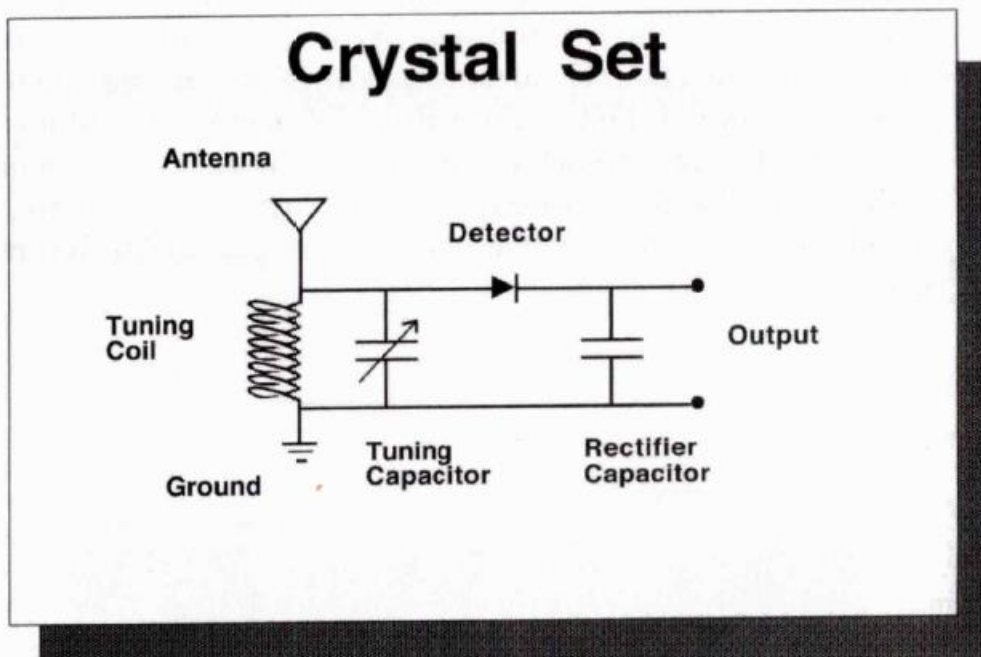 Crystal Set
Antenna
Detector
Tuning
Coil
Output
Tuning
Capacitor
Rectifier
Capacitor
Ground